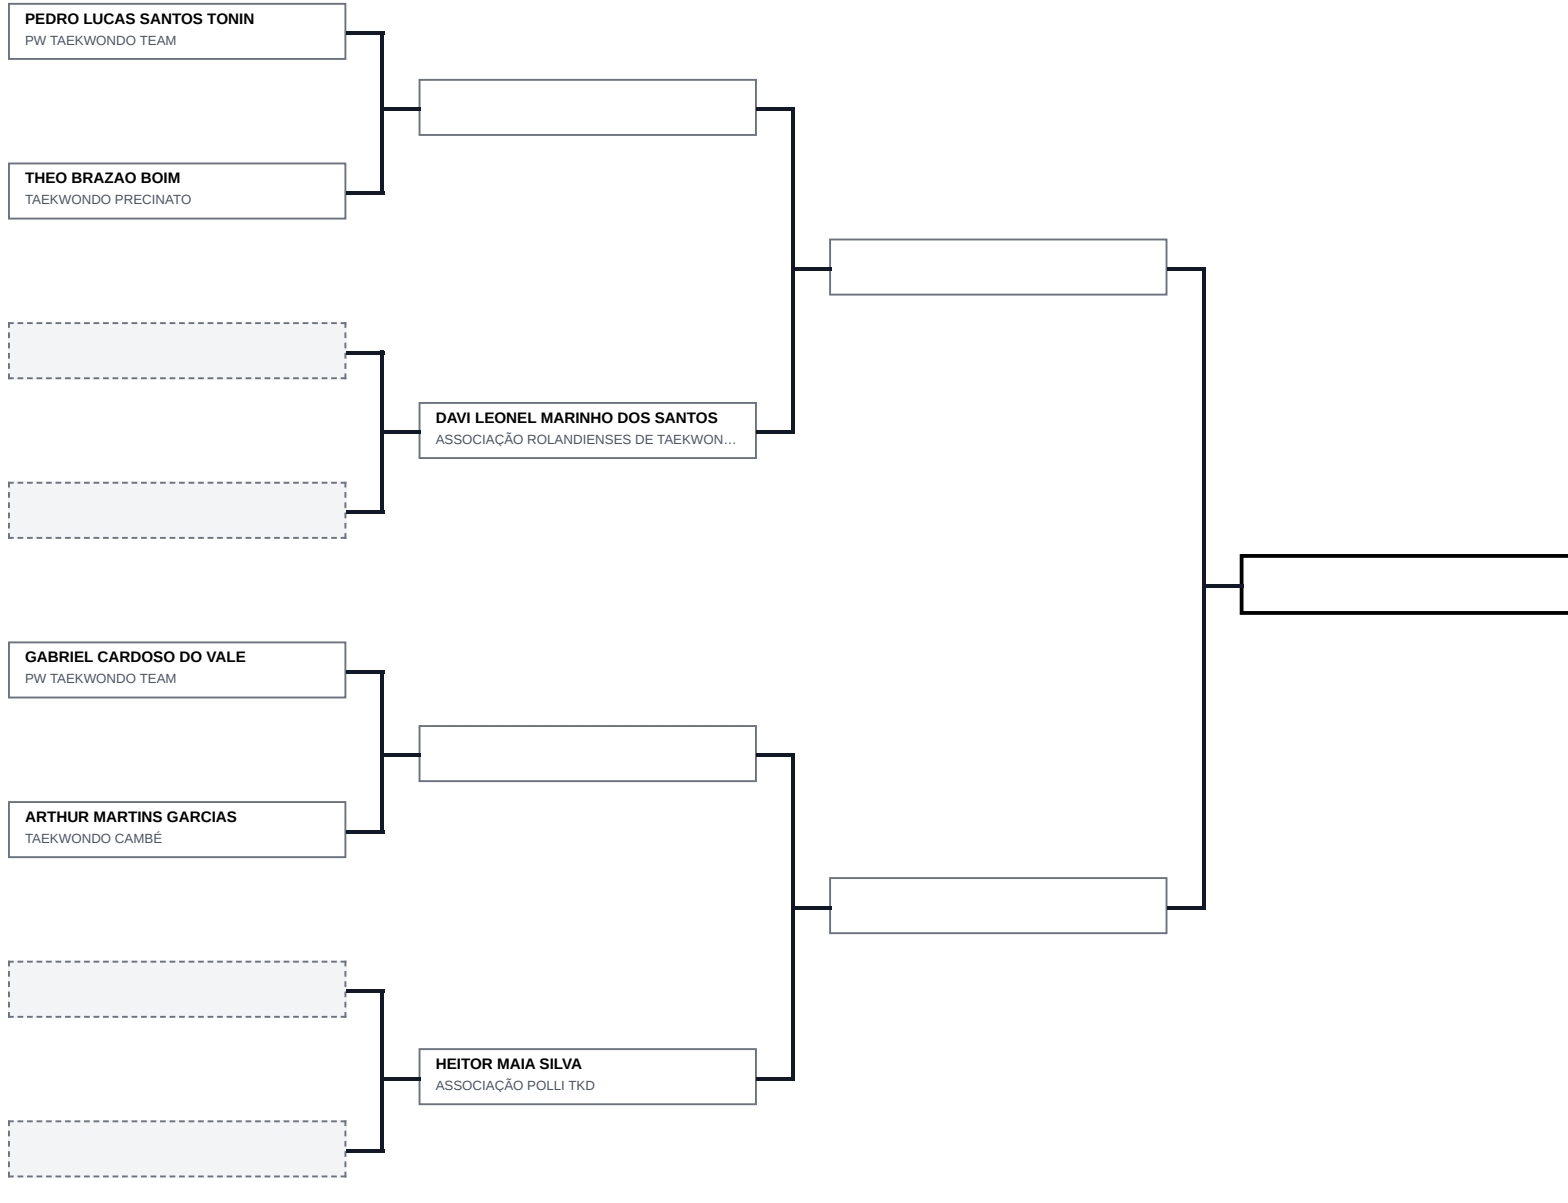 PEDRO LUCAS SANTOS TONIN
PW TAEKWONDO TEAM
THEO BRAZAO BOIM
TAEKWONDO PRECINATO
DAVI LEONEL MARINHO DOS SANTOS
ASSOCIAÇÃO ROLANDIENSES DE TAEKWON…
GABRIEL CARDOSO DO VALE
PW TAEKWONDO TEAM
ARTHUR MARTINS GARCIAS
TAEKWONDO CAMBÉ
HEITOR MAIA SILVA
ASSOCIAÇÃO POLLI TKD